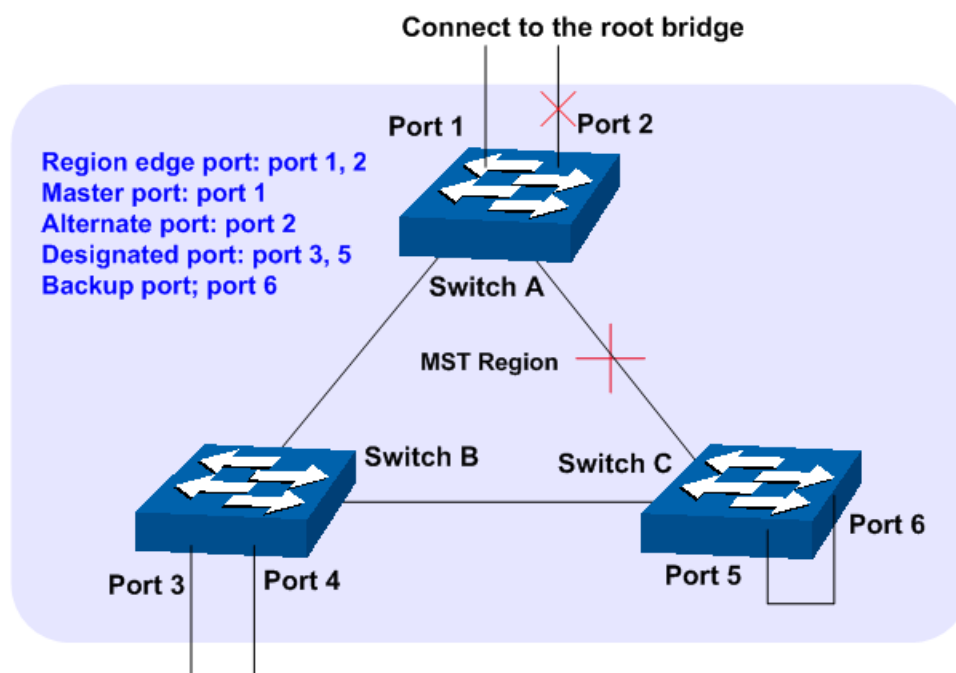 Connect to the root bridge
Port 1
Port 2
Region edge port: port 1, 2
Master port: port 1
Alternate port: port 2
Designated port: port 3, 5
Backup port; port 6
Switch A
MST Region
Switch B
Switch C
Port 6
Port 5
Port 3
Port 4